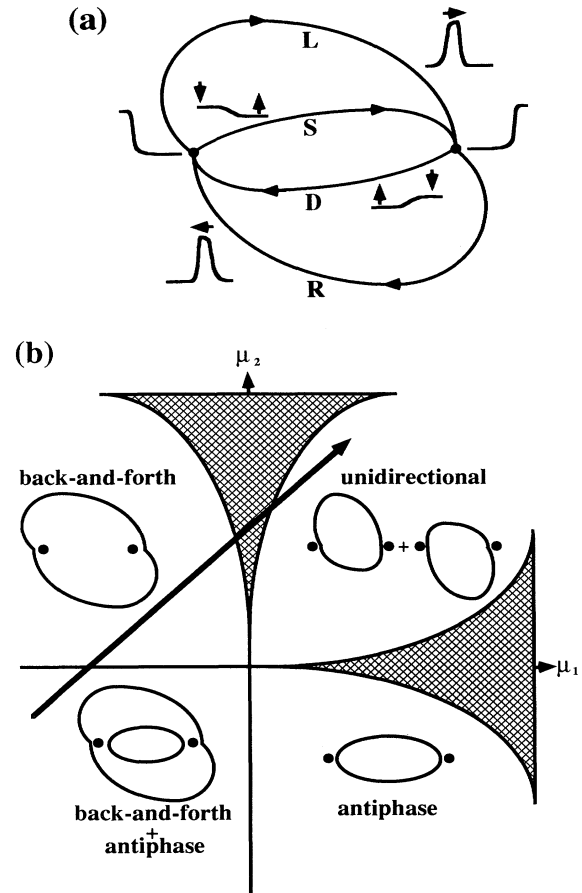 (a)
L
S
D
R
(b)
μ₂
back-and-forth
unidirectional
+
μ₁
back-and-forth
+
antiphase
antiphase